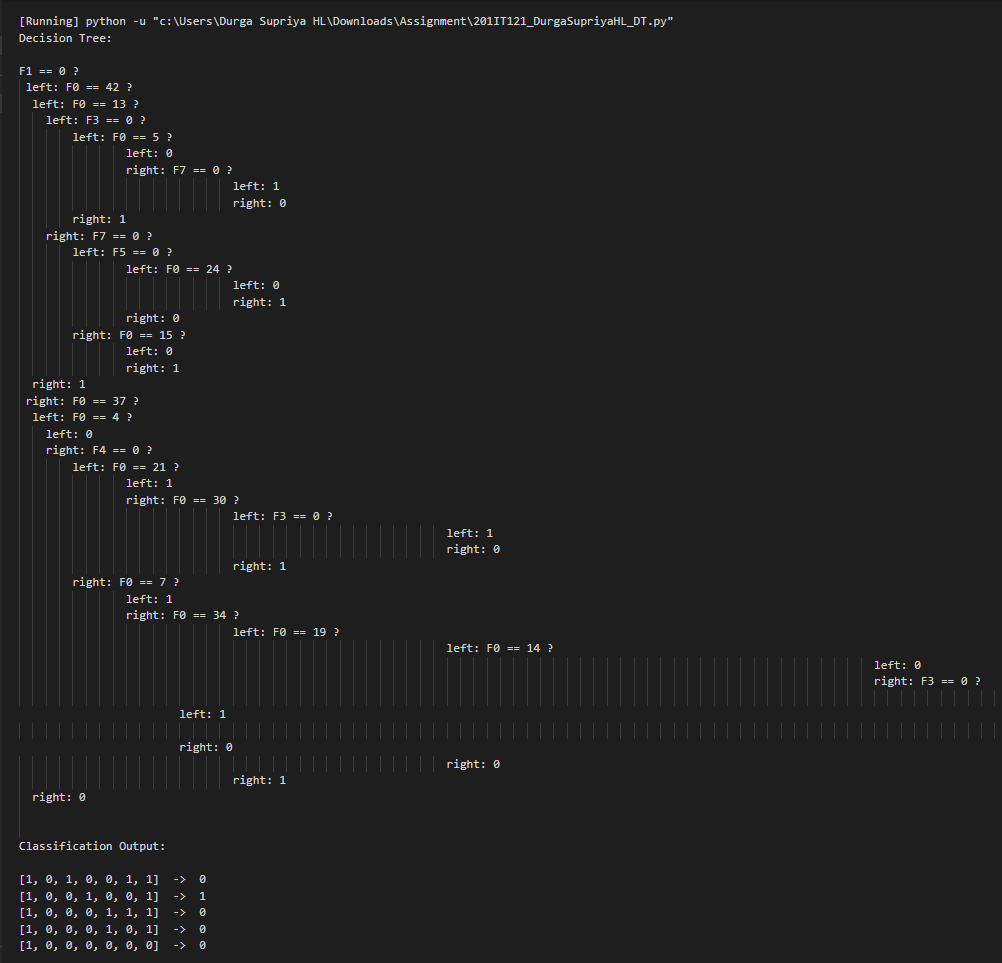 [Running] python -u "c:\Users\Durga Supriya HL\Downloads\Assignment\201IT121_DurgaSupriyaHL_DT.py"
Decision Tree:
F1 == 0 ?
left: F0 == 42 ?
left: F0 == 13 ?
left: F3 == 0 ?
left: F0 == 5 ?
left: 0
right: F7 == 0 ?
left: 1
right: 0
right: 1
right: F7 == 0 ?
left: F5 == 0 ?
left: F0 == 24 ?
left: 0
right: 1
right: 0
right: F0 == 15 ?
left: 0
right: 1
right: 1
right: F0 == 37 ?
left: F0 == 4 ?
left: 0
right: F4 == 0 ?
left: F0 == 21 ?
left: 1
right: F0 == 30 ?
left: F3 == 0 ?
left: 1
right: 0
right: 1
right: F0 == 7 ?
left: 1
right: F0 == 34 ?
left: F0 == 19 ?
left: F0 == 14 ?
left: 0
right: F3 == 0 ?
left: 1
right: 0
right: 0
right: 1
right: 0
Classification Output:
[1, 0, 1, 0, 0, 1, 1]  ->  0
[1, 0, 0, 1, 0, 0, 1]  ->  1
[1, 0, 0, 0, 1, 1, 1]  ->  0
[1, 0, 0, 0, 1, 0, 1]  ->  0
[1, 0, 0, 0, 0, 0, 0]  ->  0